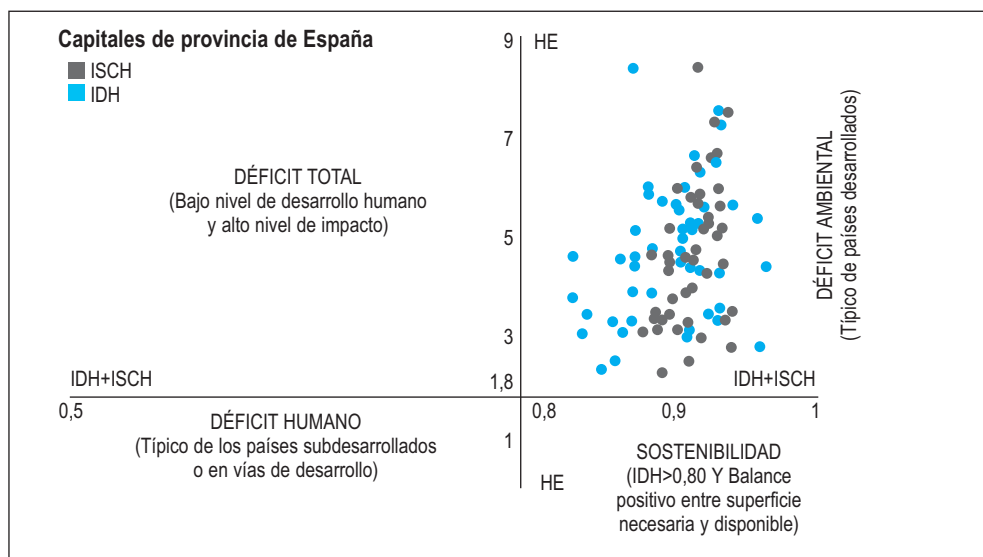 Capitales de provincia de España
ISCH
IDH
9
HE
7
5
3
1,8
1
HE
DÉFICIT TOTAL
(Bajo nivel de desarrollo humano
y alto nivel de impacto)
DÉFICIT AMBIENTAL
(Típico de países desarrollados)
IDH+ISCH
IDH+ISCH
0,5
0,8
0,9
1
DÉFICIT HUMANO
(Típico de los países subdesarrollados
o en vías de desarrollo)
SOSTENIBILIDAD
(IDH>0,80 Y Balance
positivo entre superficie
necesaria y disponible)